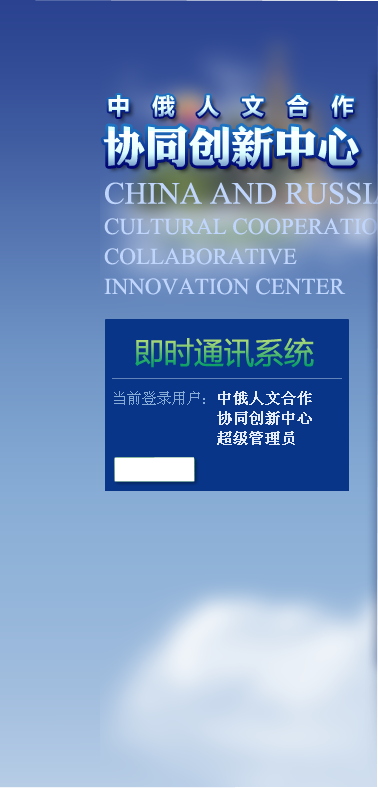 中俄人文合作
协同创新中心
CHINA AND RUSSI
CULTURAL COOPERATIO
COLLABORATIVE
INNOVATION CENTER
即时通讯系统
当前登录用户：中俄人文合作
协同创新中心
超级管理员